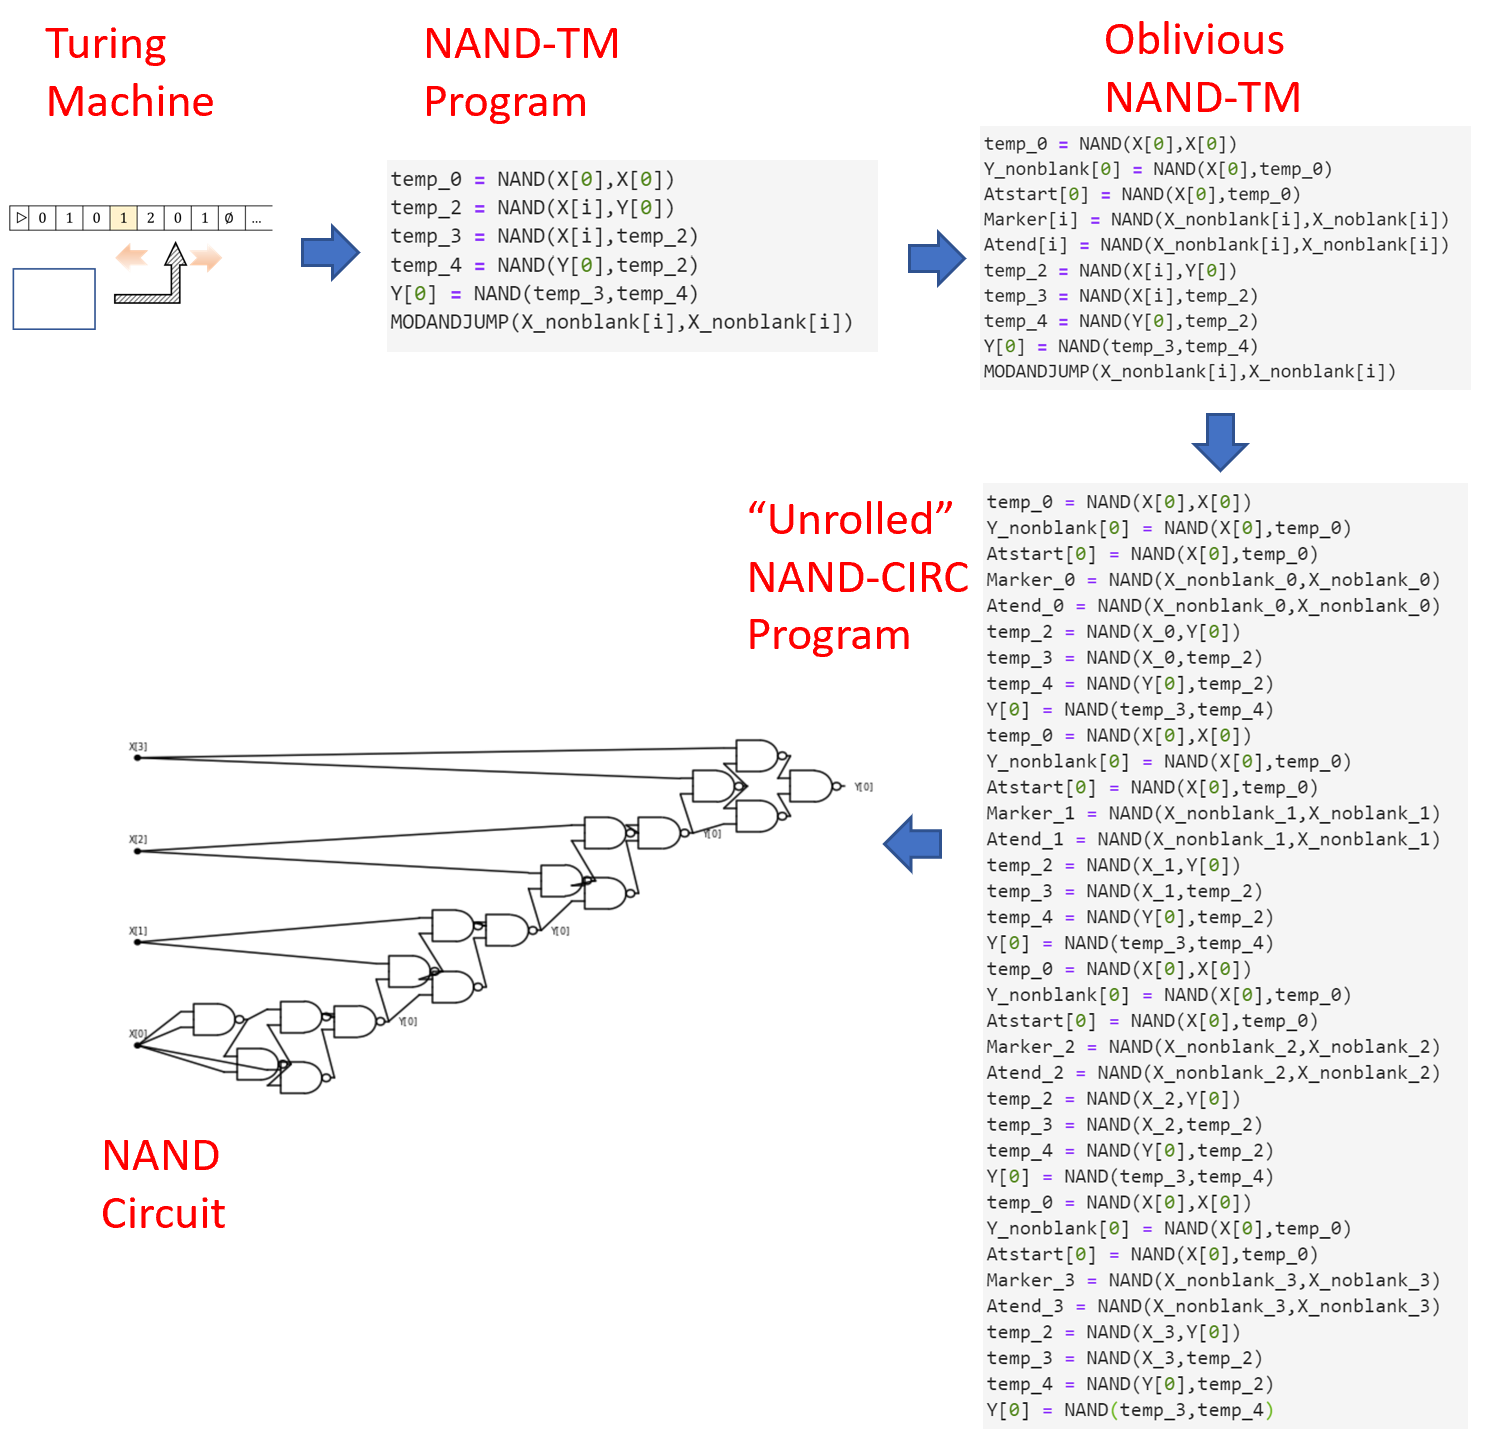 Turing
Machine
▷ 0 1 0 1 2 0 1 ∅ ...
NAND-TM
Program
temp_0 = NAND(X[0],X[0])
temp_2 = NAND(X[i],Y[0])
temp_3 = NAND(X[i],temp_2)
temp_4 = NAND(Y[0],temp_2)
Y[0] = NAND(temp_3,temp_4)
MODANDJUMP(X_nonblank[i],X_nonblank[i])
Oblivious
NAND-TM
temp_0 = NAND(X[0],X[0])
Y_nonblank[0] = NAND(X[0],temp_0)
Atstart[0] = NAND(X[0],temp_0)
Marker[i] = NAND(X_nonblank[i],X_noblank[i])
Atend[i] = NAND(X_nonblank[i],X_nonblank[i])
temp_2 = NAND(X[i],Y[0])
temp_3 = NAND(X[i],temp_2)
temp_4 = NAND(Y[0],temp_2)
Y[0] = NAND(temp_3,temp_4)
MODANDJUMP(X_nonblank[i],X_nonblank[i])
“Unrolled”
NAND-CIRC
Program
temp_0 = NAND(X[0],X[0])
Y_nonblank[0] = NAND(X[0],temp_0)
Atstart[0] = NAND(X[0],temp_0)
Marker_0 = NAND(X_nonblank_0,X_noblank_0)
Atend_0 = NAND(X_nonblank_0,X_nonblank_0)
temp_2 = NAND(X_0,Y[0])
temp_3 = NAND(X_0,temp_2)
temp_4 = NAND(Y[0],temp_2)
Y[0] = NAND(temp_3,temp_4)
temp_0 = NAND(X[0],X[0])
Y_nonblank[0] = NAND(X[0],temp_0)
Atstart[0] = NAND(X[0],temp_0)
Marker_1 = NAND(X_nonblank_1,X_noblank_1)
Atend_1 = NAND(X_nonblank_1,X_nonblank_1)
temp_2 = NAND(X_1,Y[0])
temp_3 = NAND(X_1,temp_2)
temp_4 = NAND(Y[0],temp_2)
Y[0] = NAND(temp_3,temp_4)
temp_0 = NAND(X[0],X[0])
Y_nonblank[0] = NAND(X[0],temp_0)
Atstart[0] = NAND(X[0],temp_0)
Marker_2 = NAND(X_nonblank_2,X_noblank_2)
Atend_2 = NAND(X_nonblank_2,X_nonblank_2)
temp_2 = NAND(X_2,Y[0])
temp_3 = NAND(X_2,temp_2)
temp_4 = NAND(Y[0],temp_2)
Y[0] = NAND(temp_3,temp_4)
temp_0 = NAND(X[0],X[0])
Y_nonblank[0] = NAND(X[0],temp_0)
Atstart[0] = NAND(X[0],temp_0)
Marker_3 = NAND(X_nonblank_3,X_noblank_3)
Atend_3 = NAND(X_nonblank_3,X_nonblank_3)
temp_2 = NAND(X_3,Y[0])
temp_3 = NAND(X_3,temp_2)
temp_4 = NAND(Y[0],temp_2)
Y[0] = NAND(temp_3,temp_4)
X[3]
Y[0]
X[2]
Y[0]
X[1]
Y[0]
X[0]
Y[0]
NAND
Circuit